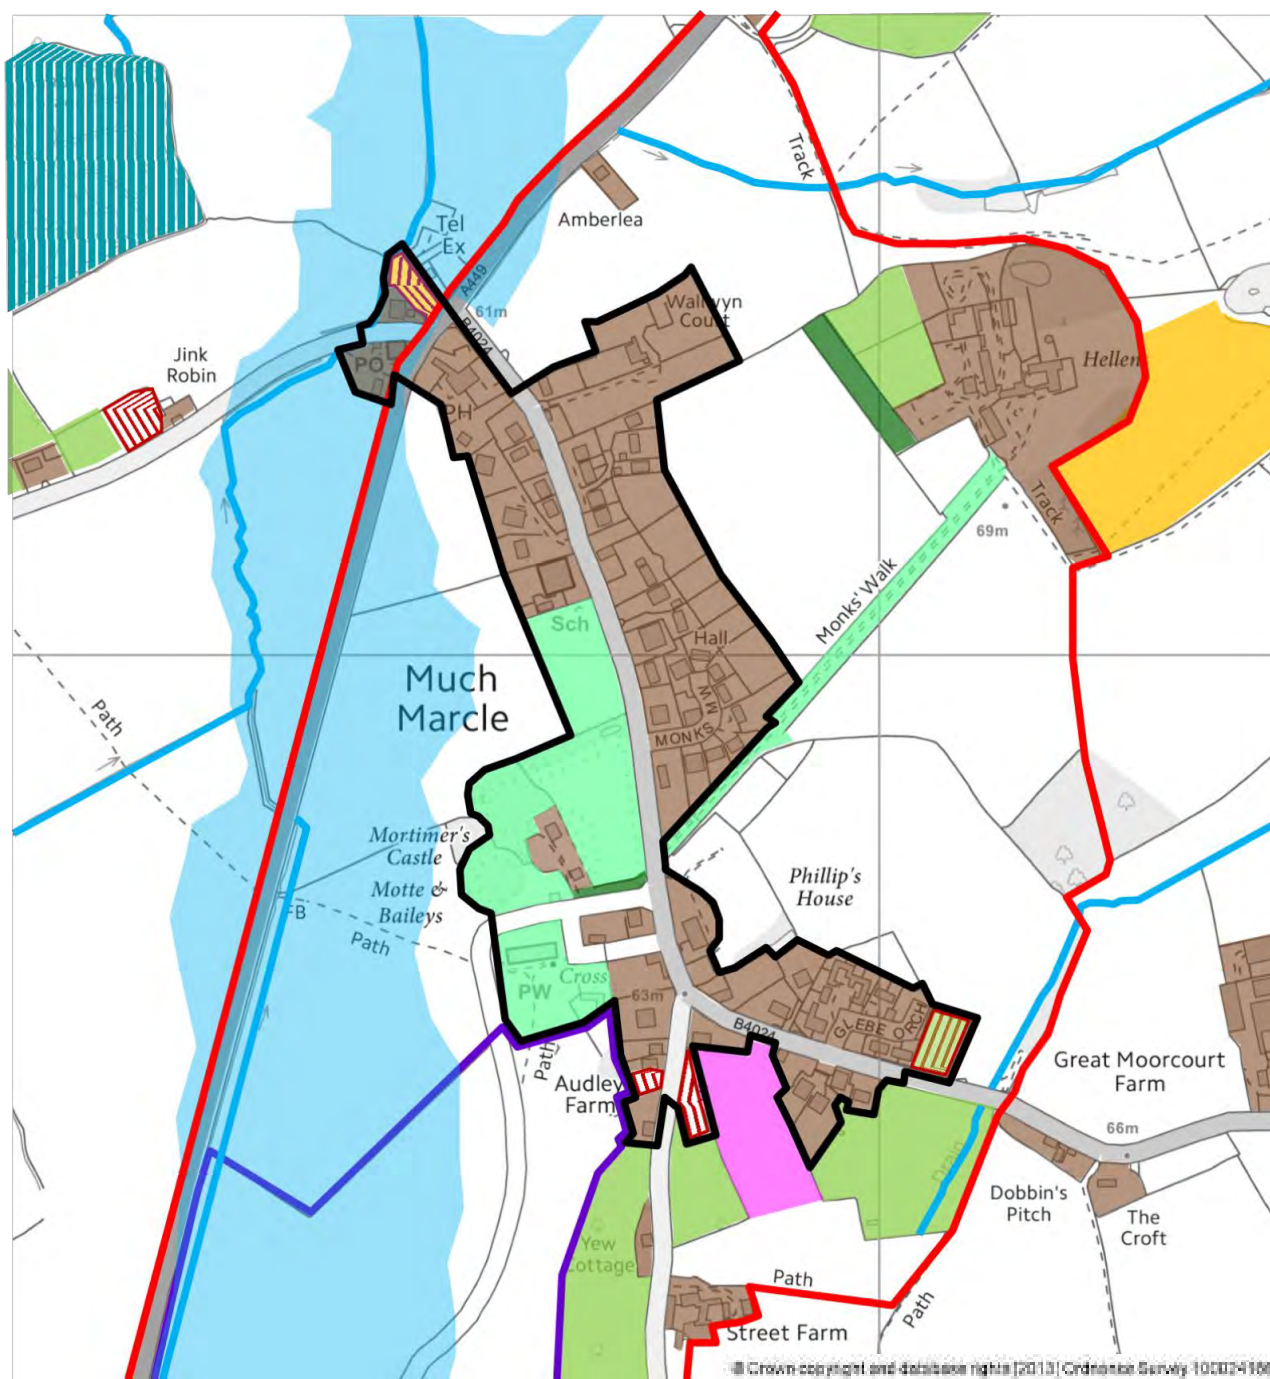 Track
Tel
Ex
Amberlea
A449
61m
B4024
Walwyn
Court
Jink
Robin
PO
PH
Hellens
Track
69m
Monks' Walk
Sch
Hall
Much
Marcle
MW
MONKS
Path
Mortimer's
Castle
Motte &
Baileys
Phillip's
House
FB
Path
Cross
PW
63m
B4024
GLEBE ORCH
Path
Audley
Farm
Great Moorcourt
Farm
66m
Drain
Dobbin's
Pitch
The
Croft
Yew
Cottage
Path
Path
Street Farm
© Crown copyright and database rights [2013] Ordnance Survey